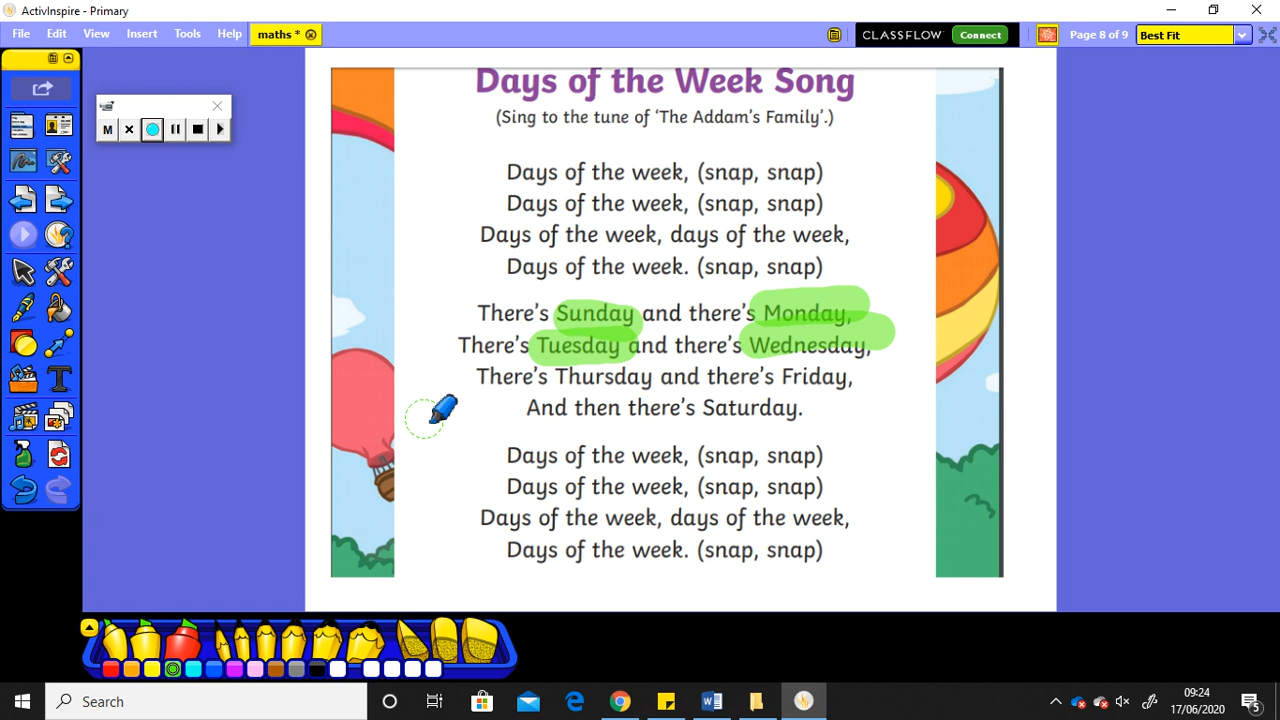 ActivInspire - Primary
File Edit View Insert Tools Help maths * CLASSFLOW Connect Page 8 of 9 Best Fit
M
T
Days of the Week Song
(Sing to the tune of ‘The Addam’s Family’.)
Days of the week, (snap, snap)
Days of the week, (snap, snap)
Days of the week, days of the week,
Days of the week. (snap, snap)
There’s Sunday and there’s Monday,
There’s Tuesday and there’s Wednesday,
There’s Thursday and there’s Friday,
And then there’s Saturday.
Days of the week, (snap, snap)
Days of the week, (snap, snap)
Days of the week, days of the week,
Days of the week. (snap, snap)
Search
09:24
17/06/2020
5